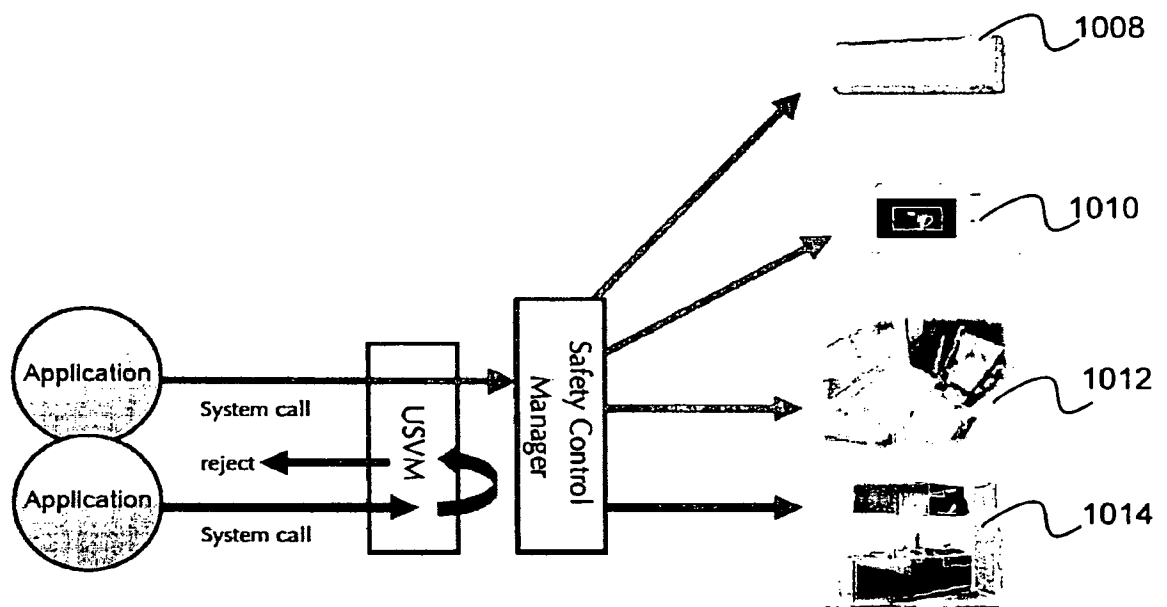 1008
1010
Application
System call
reject
Application
System call
USVM
Safety Control
Manager
1012
1014